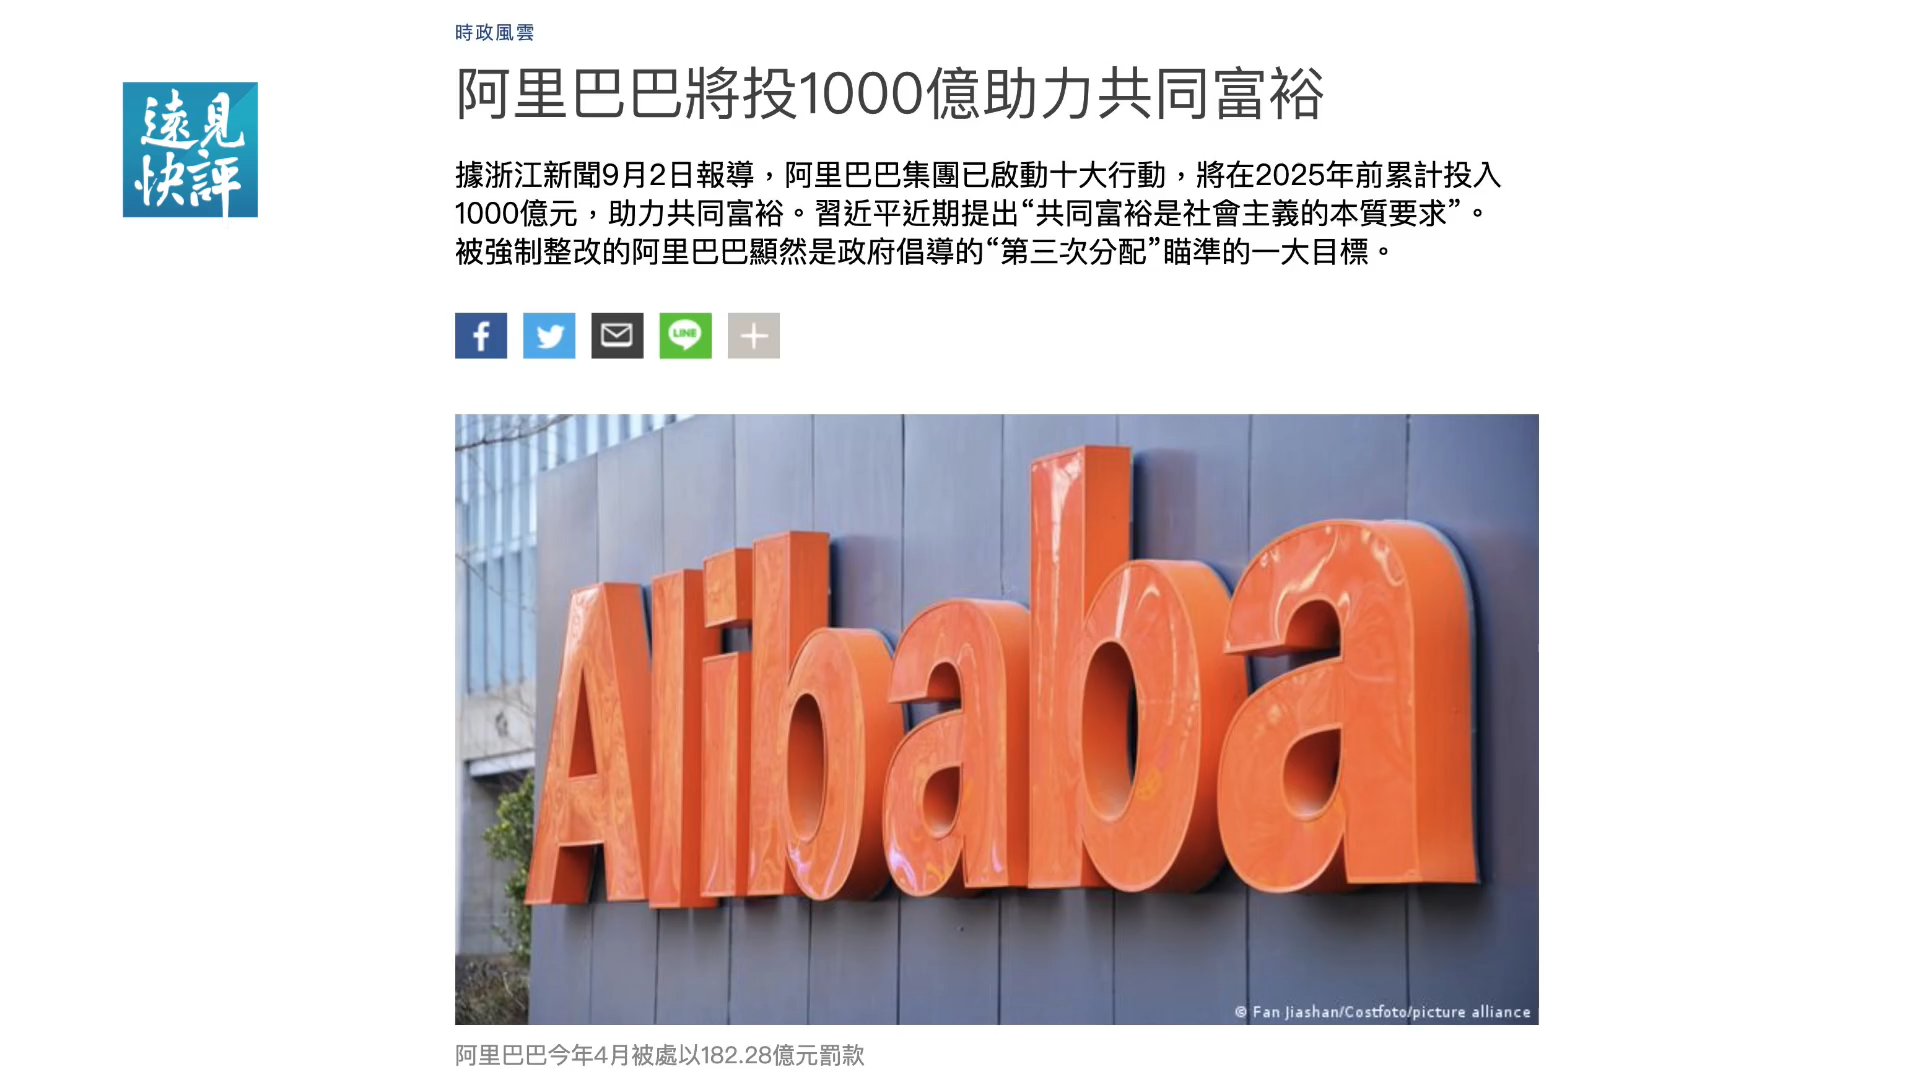 時政風雲
遠見
快評
阿里巴巴將投1000億助力共同富裕
據浙江新聞9月2日報導，阿里巴巴集團已啟動十大行動，將在2025年前累計投入
1000億元，助力共同富裕。習近平近期提出“共同富裕是社會主義的本質要求”。
被強制整改的阿里巴巴顯然是政府倡導的“第三次分配”瞄準的一大目標。
f
LINE
Alibaba
© Fan Jiashan/Costfoto/picture alliance
阿里巴巴今年4月被處以182.28億元罰款